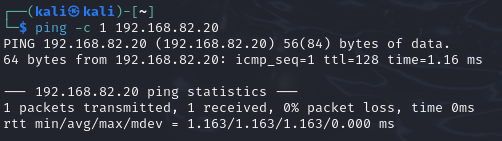 ┌──(kali㉿kali)-[~]
└─$ ping -c 1 192.168.82.20
PING 192.168.82.20 (192.168.82.20) 56(84) bytes of data.
64 bytes from 192.168.82.20: icmp_seq=1 ttl=128 time=1.16 ms

--- 192.168.82.20 ping statistics ---
1 packets transmitted, 1 received, 0% packet loss, time 0ms
rtt min/avg/max/mdev = 1.163/1.163/1.163/0.000 ms